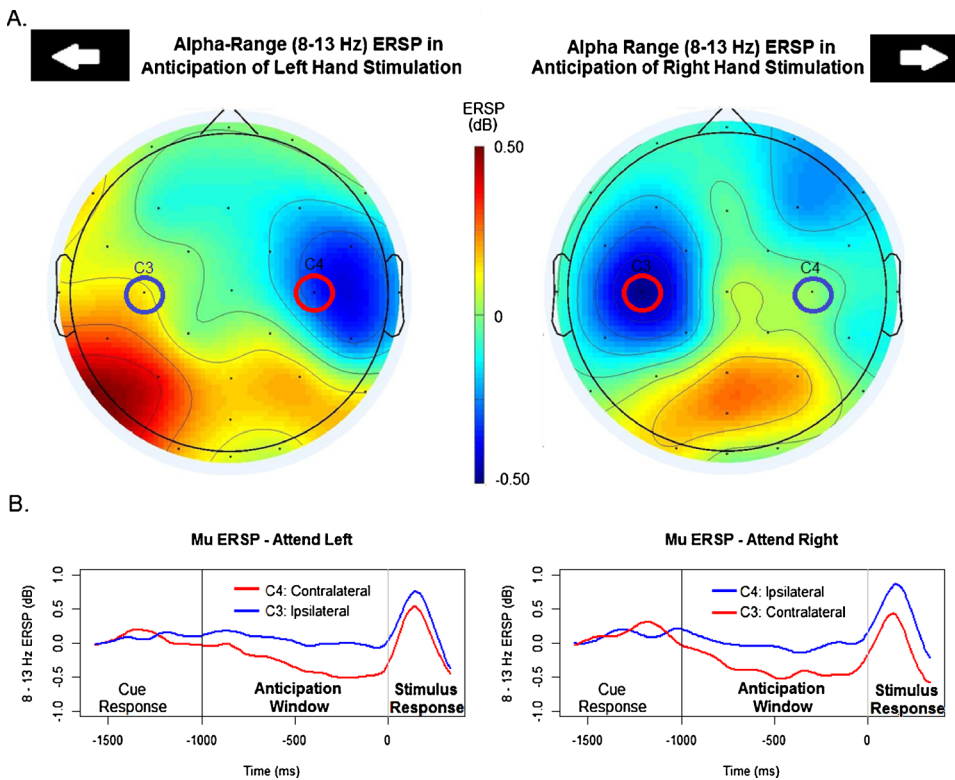 A.
Alpha-Range (8-13 Hz) ERSP in
Anticipation of Left Hand Stimulation
Alpha Range (8-13 Hz) ERSP in
Anticipation of Right Hand Stimulation
ERSP
(dB)
0.50
0
-0.50
C3
C4
C3
C4
B.
Mu ERSP - Attend Left
8 - 13 Hz ERSP (dB)
1.0
0.5
0.0
-0.5
-1.0
C4: Contralateral
C3: Ipsilateral
Cue
Response
Anticipation
Window
Stimulus
Response
-1500
-1000
-500
0
Time (ms)
Mu ERSP - Attend Right
8 - 13 Hz ERSP (dB)
1.0
0.5
0.0
-0.5
-1.0
C4: Ipsilateral
C3: Contralateral
Cue
Response
Anticipation
Window
Stimulus
Response
-1500
-1000
-500
0
Time (ms)